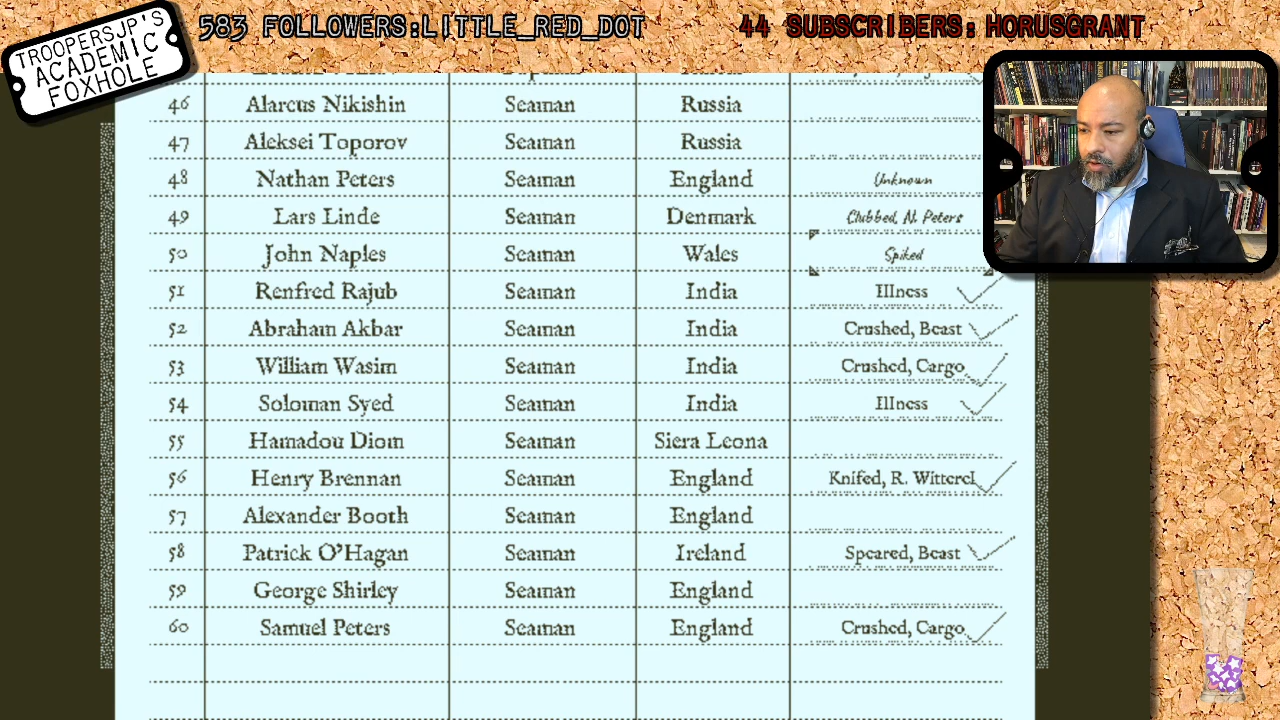 TROOPERSJP'S
ACADEMIC
FOXHOLE
583 FOLLOWERS:LITTLE_RED_DOT
44 SUBSCRIBERS: HORUSGRANT
46 Alarcus Nikishin Seaman Russia
47 Aleksei Toporov Seaman Russia
48 Nathan Peters Seaman England Unknown
49 Lars Linde Seaman Denmark Clubbed, N. Peters
50 John Naples Seaman Wales Spiked
51 Renfred Rajub Seaman India Illness
52 Abraham Akbar Seaman India Crushed, Beast
53 William Wasim Seaman India Crushed, Cargo
54 Soloman Syed Seaman India Illness
55 Hamadou Diom Seaman Siera Leona
56 Henry Brennan Seaman England Knifed, R. Witterel
57 Alexander Booth Seaman England
58 Patrick O'Hagan Seaman Ireland Speared, Beast
59 George Shirley Seaman England
60 Samuel Peters Seaman England Crushed, Cargo